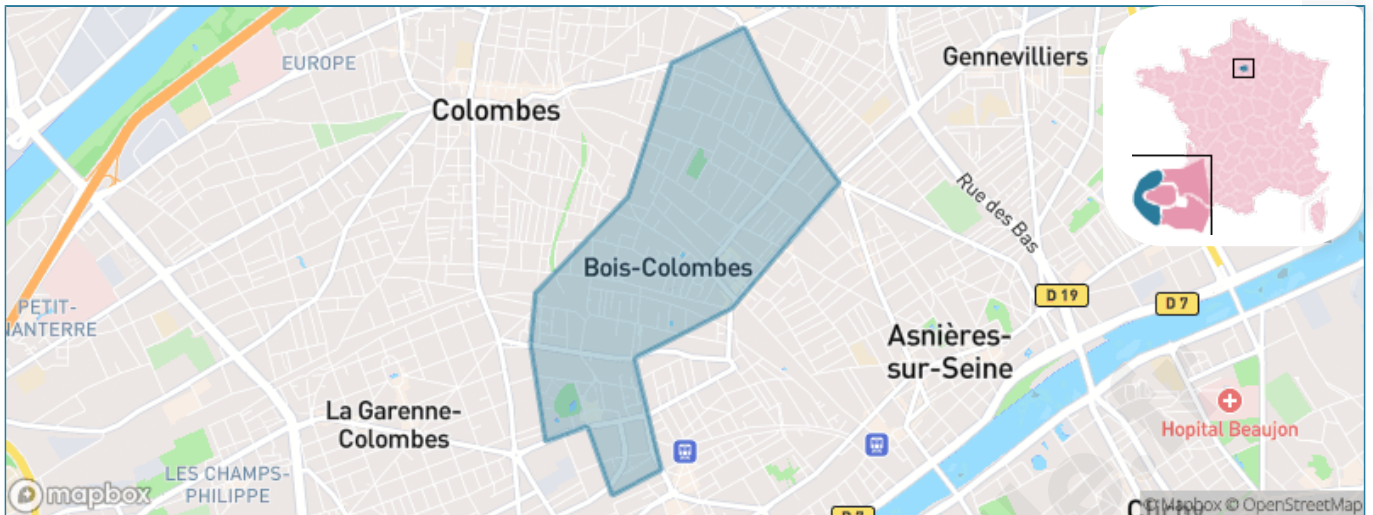 EUROPE
Gennevilliers
Colombes
Rue des Bas
Bois-Colombes
PETIT-
NANTERRE
D 19
D 7
Asnières-
sur-Seine
La Garenne-
Colombes
Hopital Beaujon
LES CHAMPS-
PHILIPPE
mapbox
© Mapbox © OpenStreetMap
D 7